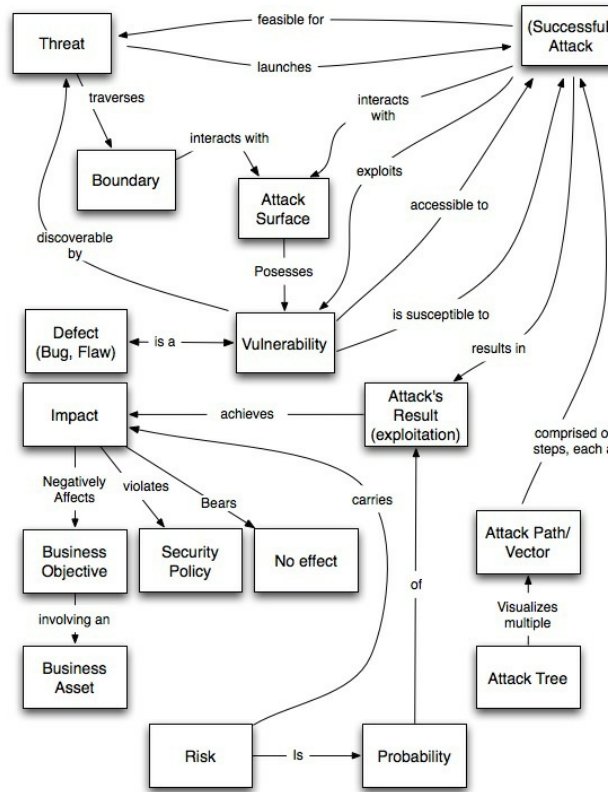 feasible for
Threat
(Successful
Attack
launches
traverses
interacts with
interacts
with
Boundary
Attack
Surface
exploits
accessible to
discoverable
by
Posesses
Defect
(Bug, Flaw)
is a
Vulnerability
is susceptible to
results in
Impact
achieves
Attack's
Result
(exploitation)
comprised o
steps, each a
Negatively
Affects
violates
Bears
carries
Business
Objective
Security
Policy
No effect
Attack Path/
Vector
of
involving an
Visualizes
multiple
Business
Asset
Attack Tree
Risk
Is
Probability